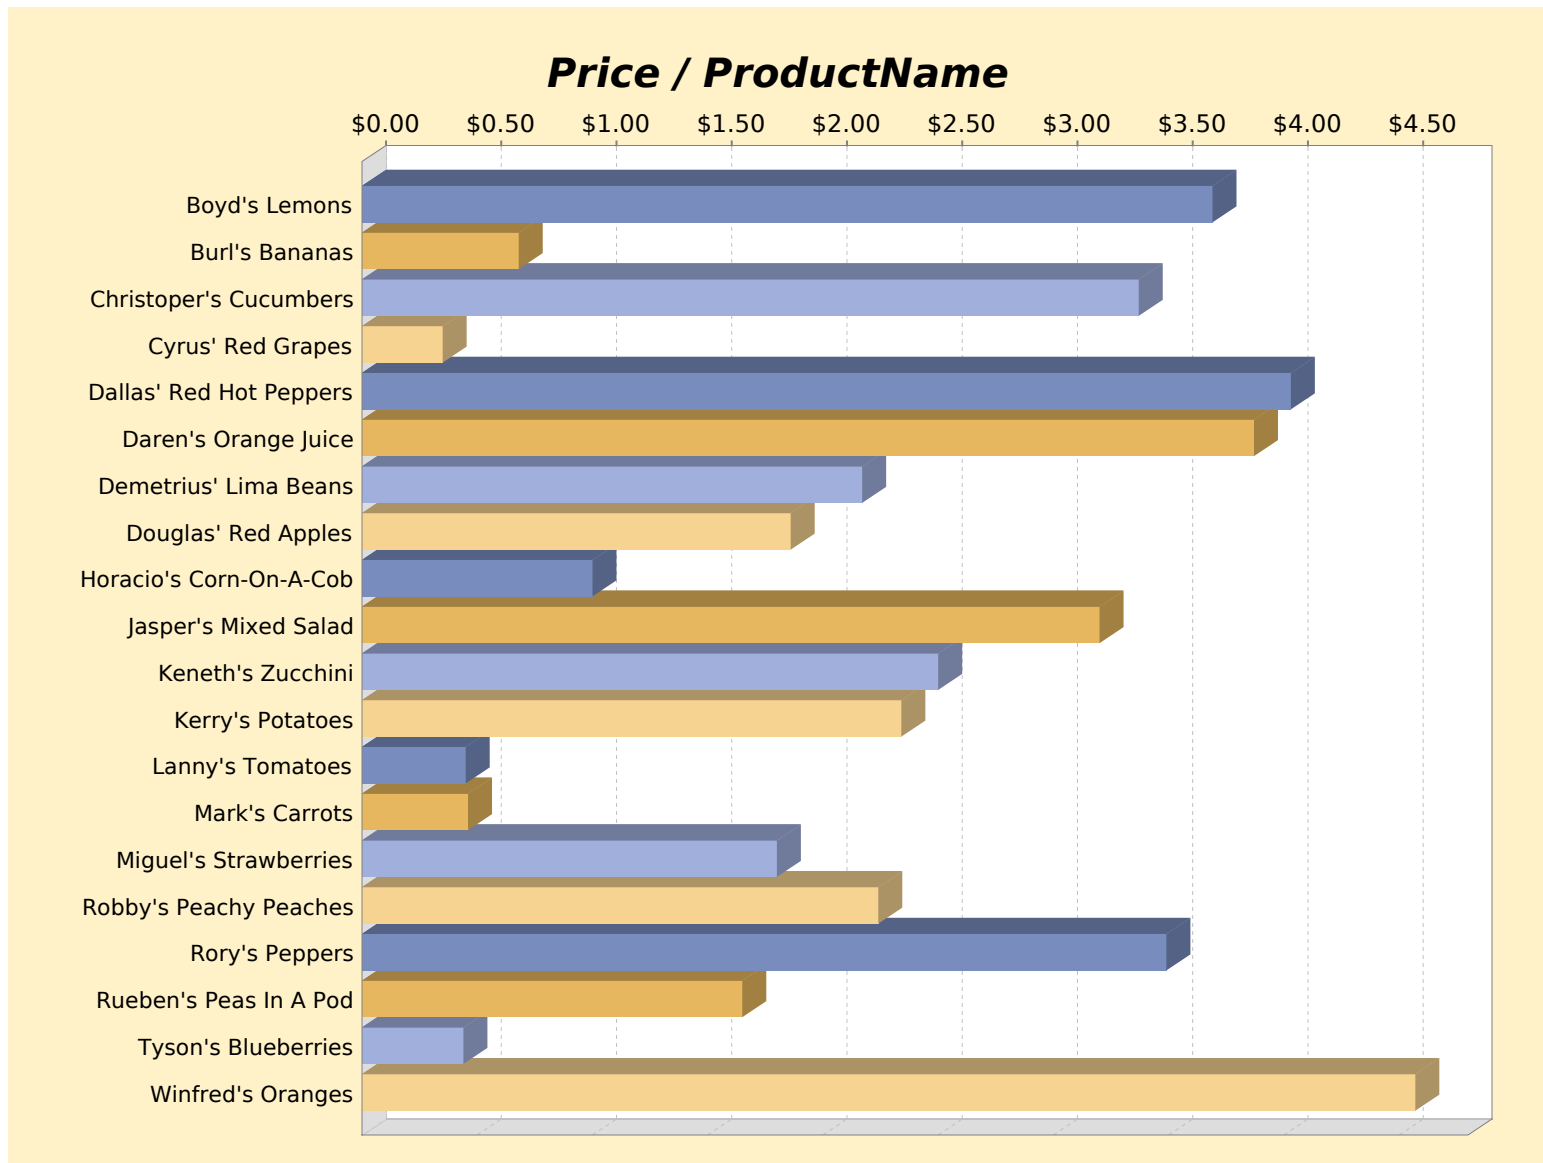 Price / ProductName
$0.00 $0.50 $1.00 $1.50 $2.00 $2.50 $3.00 $3.50 $4.00 $4.50
Boyd's Lemons
Burl's Bananas
Christoper's Cucumbers
Cyrus' Red Grapes
Dallas' Red Hot Peppers
Daren's Orange Juice
Demetrius' Lima Beans
Douglas' Red Apples
Horacio's Corn-On-A-Cob
Jasper's Mixed Salad
Keneth's Zucchini
Kerry's Potatoes
Lanny's Tomatoes
Mark's Carrots
Miguel's Strawberries
Robby's Peachy Peaches
Rory's Peppers
Rueben's Peas In A Pod
Tyson's Blueberries
Winfred's Oranges